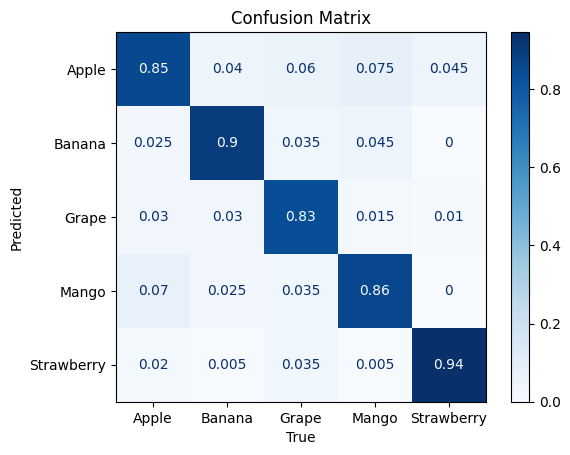 Confusion Matrix
Apple 0.85 0.04 0.06 0.075 0.045
Banana 0.025 0.9 0.035 0.045 0
Grape 0.03 0.03 0.83 0.015 0.01
Mango 0.07 0.025 0.035 0.86 0
Strawberry 0.02 0.005 0.035 0.005 0.94
Apple Banana Grape Mango Strawberry
True
Predicted
0.8
0.6
0.4
0.2
0.0